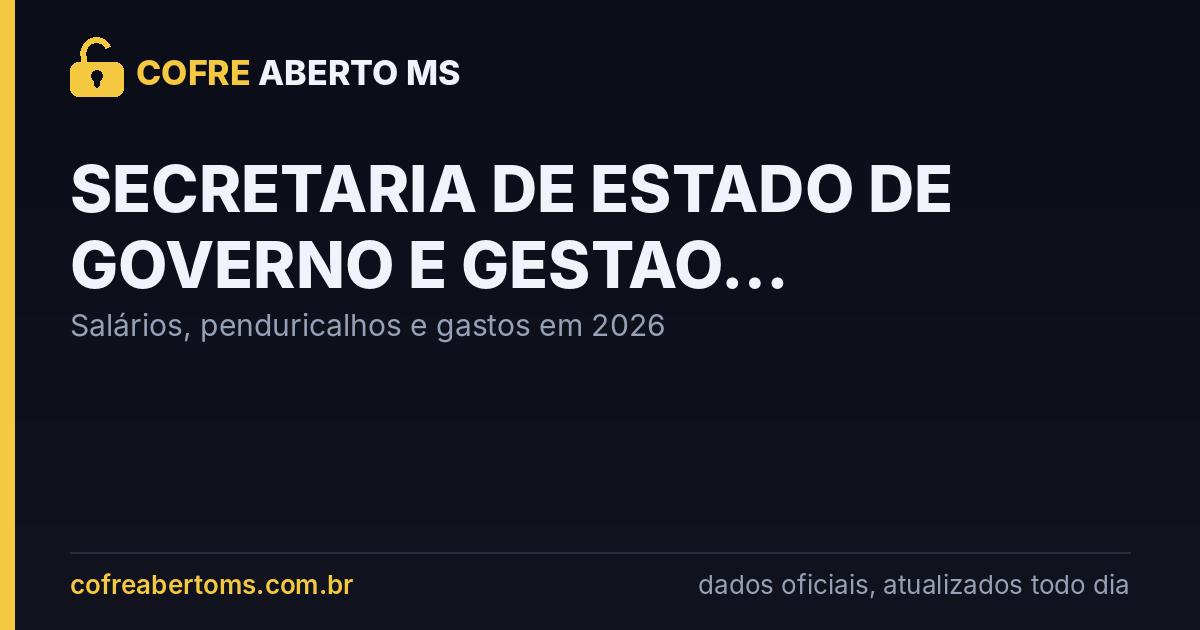 COFRE ABERTO MS
SECRETARIA DE ESTADO DE
GOVERNO E GESTAO...
Salários, penduricalhos e gastos em 2026
cofreabertoms.com.br
dados oficiais, atualizados todo dia